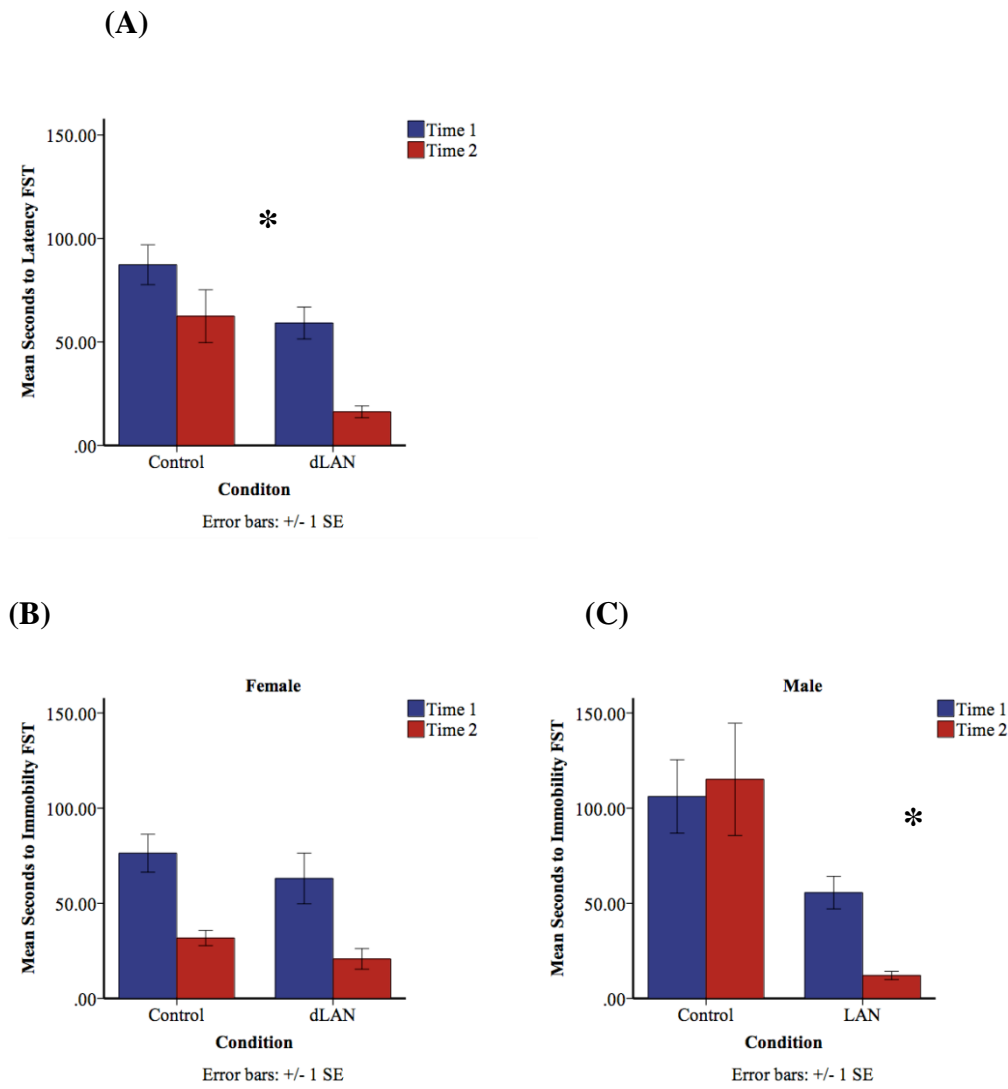 (A)
Time 1
Time 2
Mean Seconds to Latency FST
150.00
100.00
50.00
.00
*
Control
dLAN
Conditon
Error bars: +/- 1 SE
(B)
Female
Time 1
Time 2
Mean Seconds to Immobility FST
150.00
100.00
50.00
.00
Control
dLAN
Condition
Error bars: +/- 1 SE
(C)
Male
Time 1
Time 2
Mean Seconds to Immobility FST
150.00
100.00
50.00
.00
*
Control
LAN
Condition
Error bars: +/- 1 SE